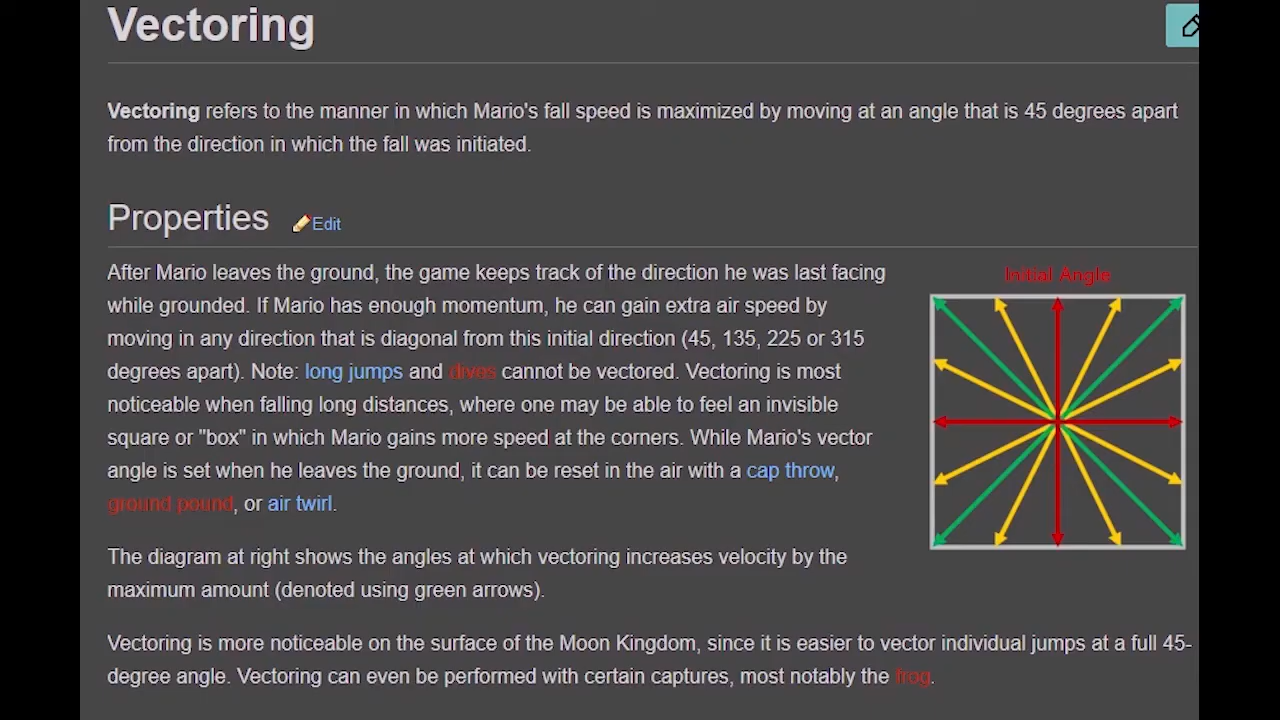 Vectoring
Vectoring refers to the manner in which Mario's fall speed is maximized by moving at an angle that is 45 degrees apart
from the direction in which the fall was initiated.
Properties Edit
After Mario leaves the ground, the game keeps track of the direction he was last facing
while grounded. If Mario has enough momentum, he can gain extra air speed by
moving in any direction that is diagonal from this initial direction (45, 135, 225 or 315
degrees apart). Note: long jumps and dives cannot be vectored. Vectoring is most
noticeable when falling long distances, where one may be able to feel an invisible
square or "box" in which Mario gains more speed at the corners. While Mario's vector
angle is set when he leaves the ground, it can be reset in the air with a cap throw,
ground pound, or air twirl.
Initial Angle
The diagram at right shows the angles at which vectoring increases velocity by the
maximum amount (denoted using green arrows).
Vectoring is more noticeable on the surface of the Moon Kingdom, since it is easier to vector individual jumps at a full 45-
degree angle. Vectoring can even be performed with certain captures, most notably the frog.